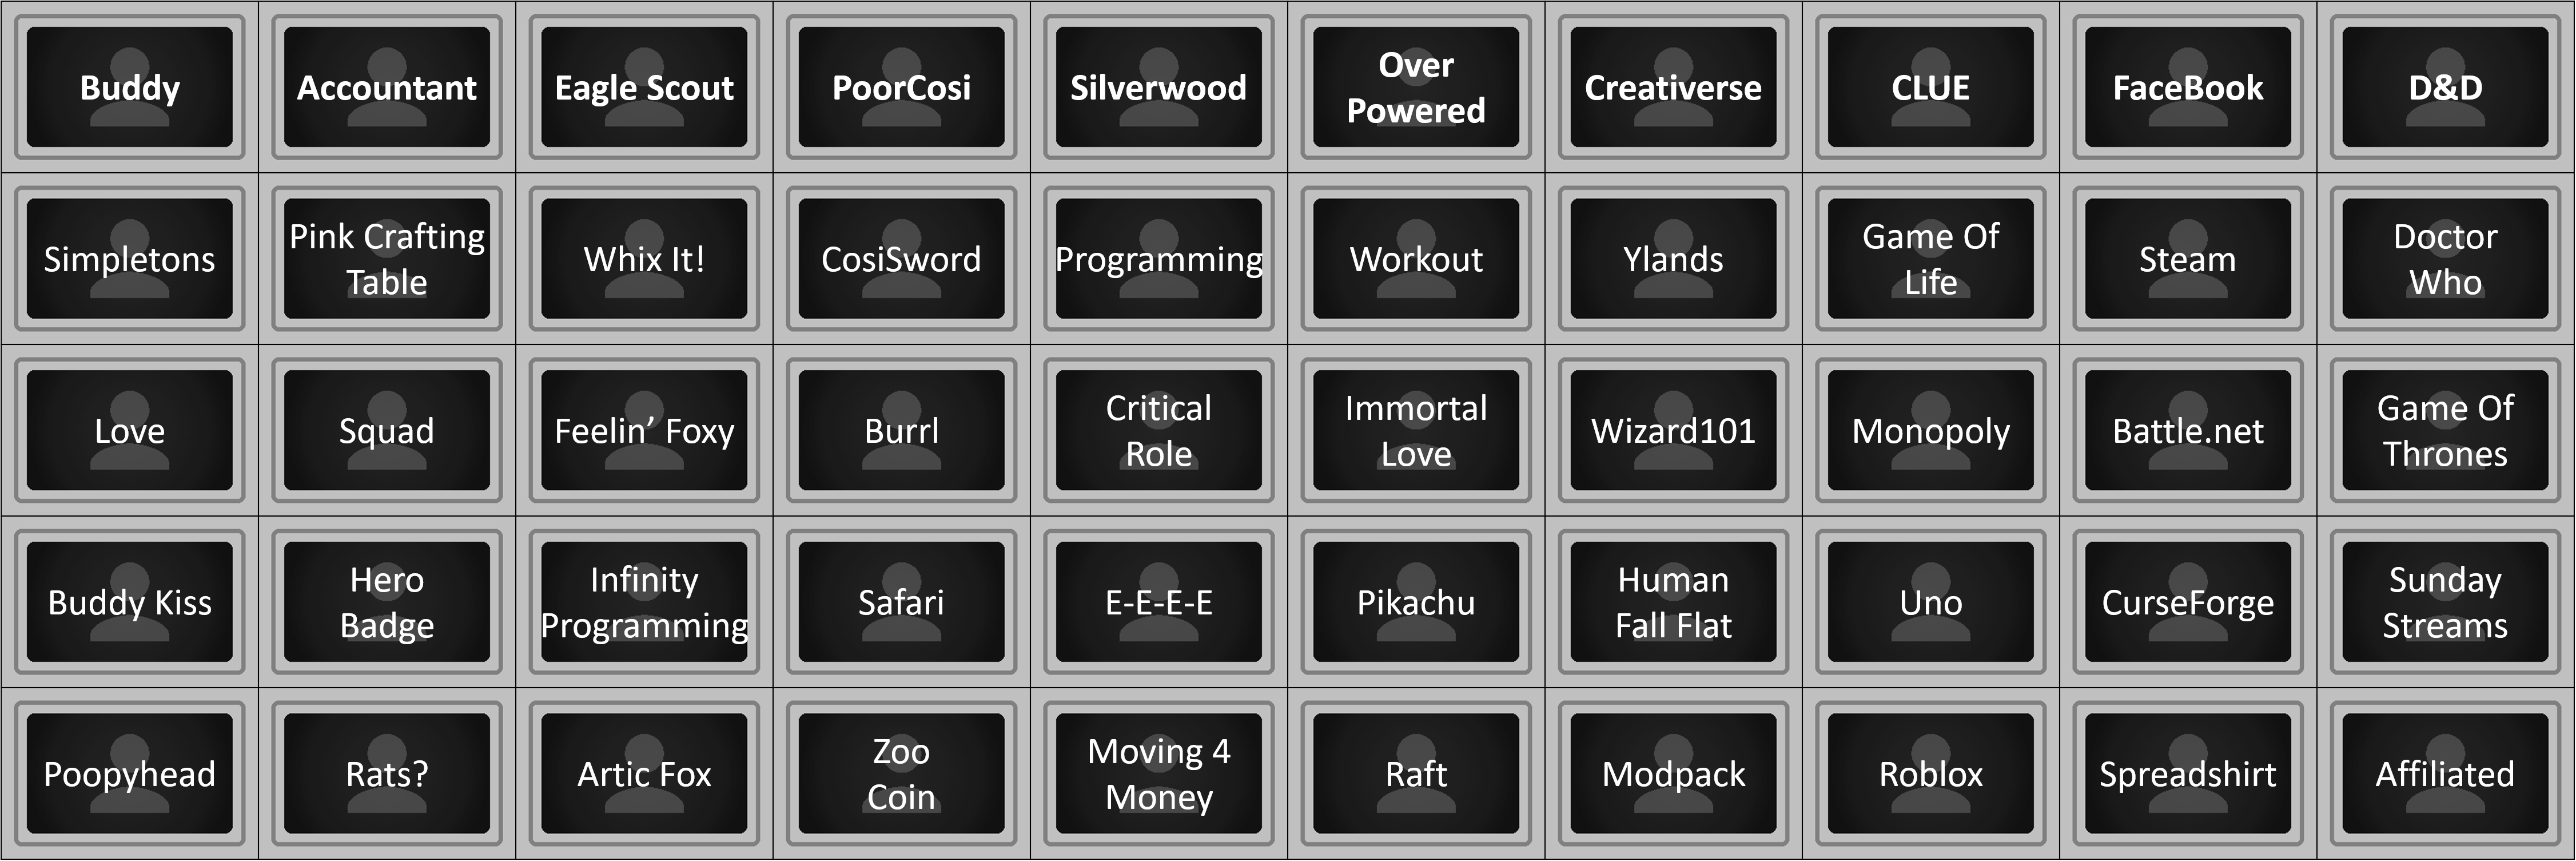 Buddy
Accountant
Eagle Scout
PoorCosi
Silverwood
Over
Powered
Creativerse
CLUE
FaceBook
D&D
Simpletons
Pink Crafting
Table
Whix It!
CosiSword
Programming
Workout
Ylands
Game Of
Life
Steam
Doctor
Who
Love
Squad
Feelin’ Foxy
Burrl
Critical
Role
Immortal
Love
Wizard101
Monopoly
Battle.net
Game Of
Thrones
Buddy Kiss
Hero
Badge
Infinity
Programming
Safari
E-E-E-E
Pikachu
Human
Fall Flat
Uno
CurseForge
Sunday
Streams
Poopyhead
Rats?
Artic Fox
Zoo
Coin
Moving 4
Money
Raft
Modpack
Roblox
Spreadshirt
Affiliated